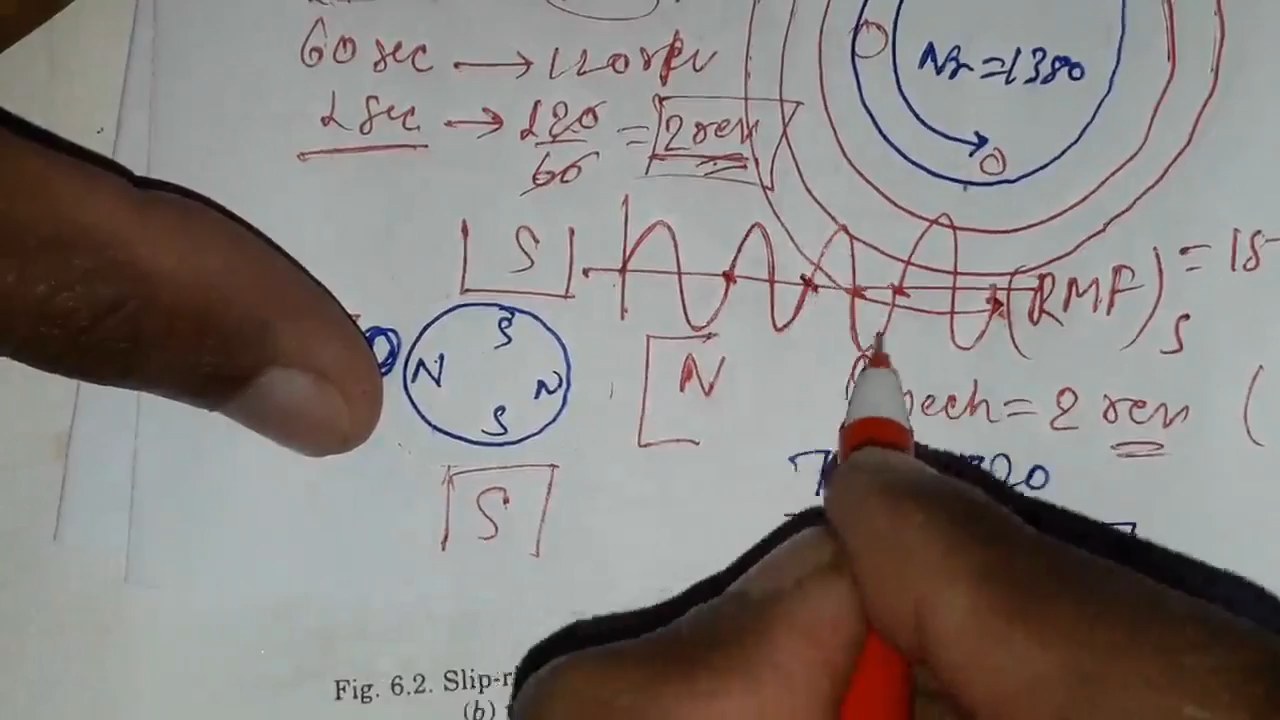 60 sec → 120 rev
1 sec → 120/60 = 2 rev
Nr = 1380
S
(RMF)s = 15
S
N N
S
N
mech = 2 rev (
S
Fig. 6.2. Slip-r
(b)